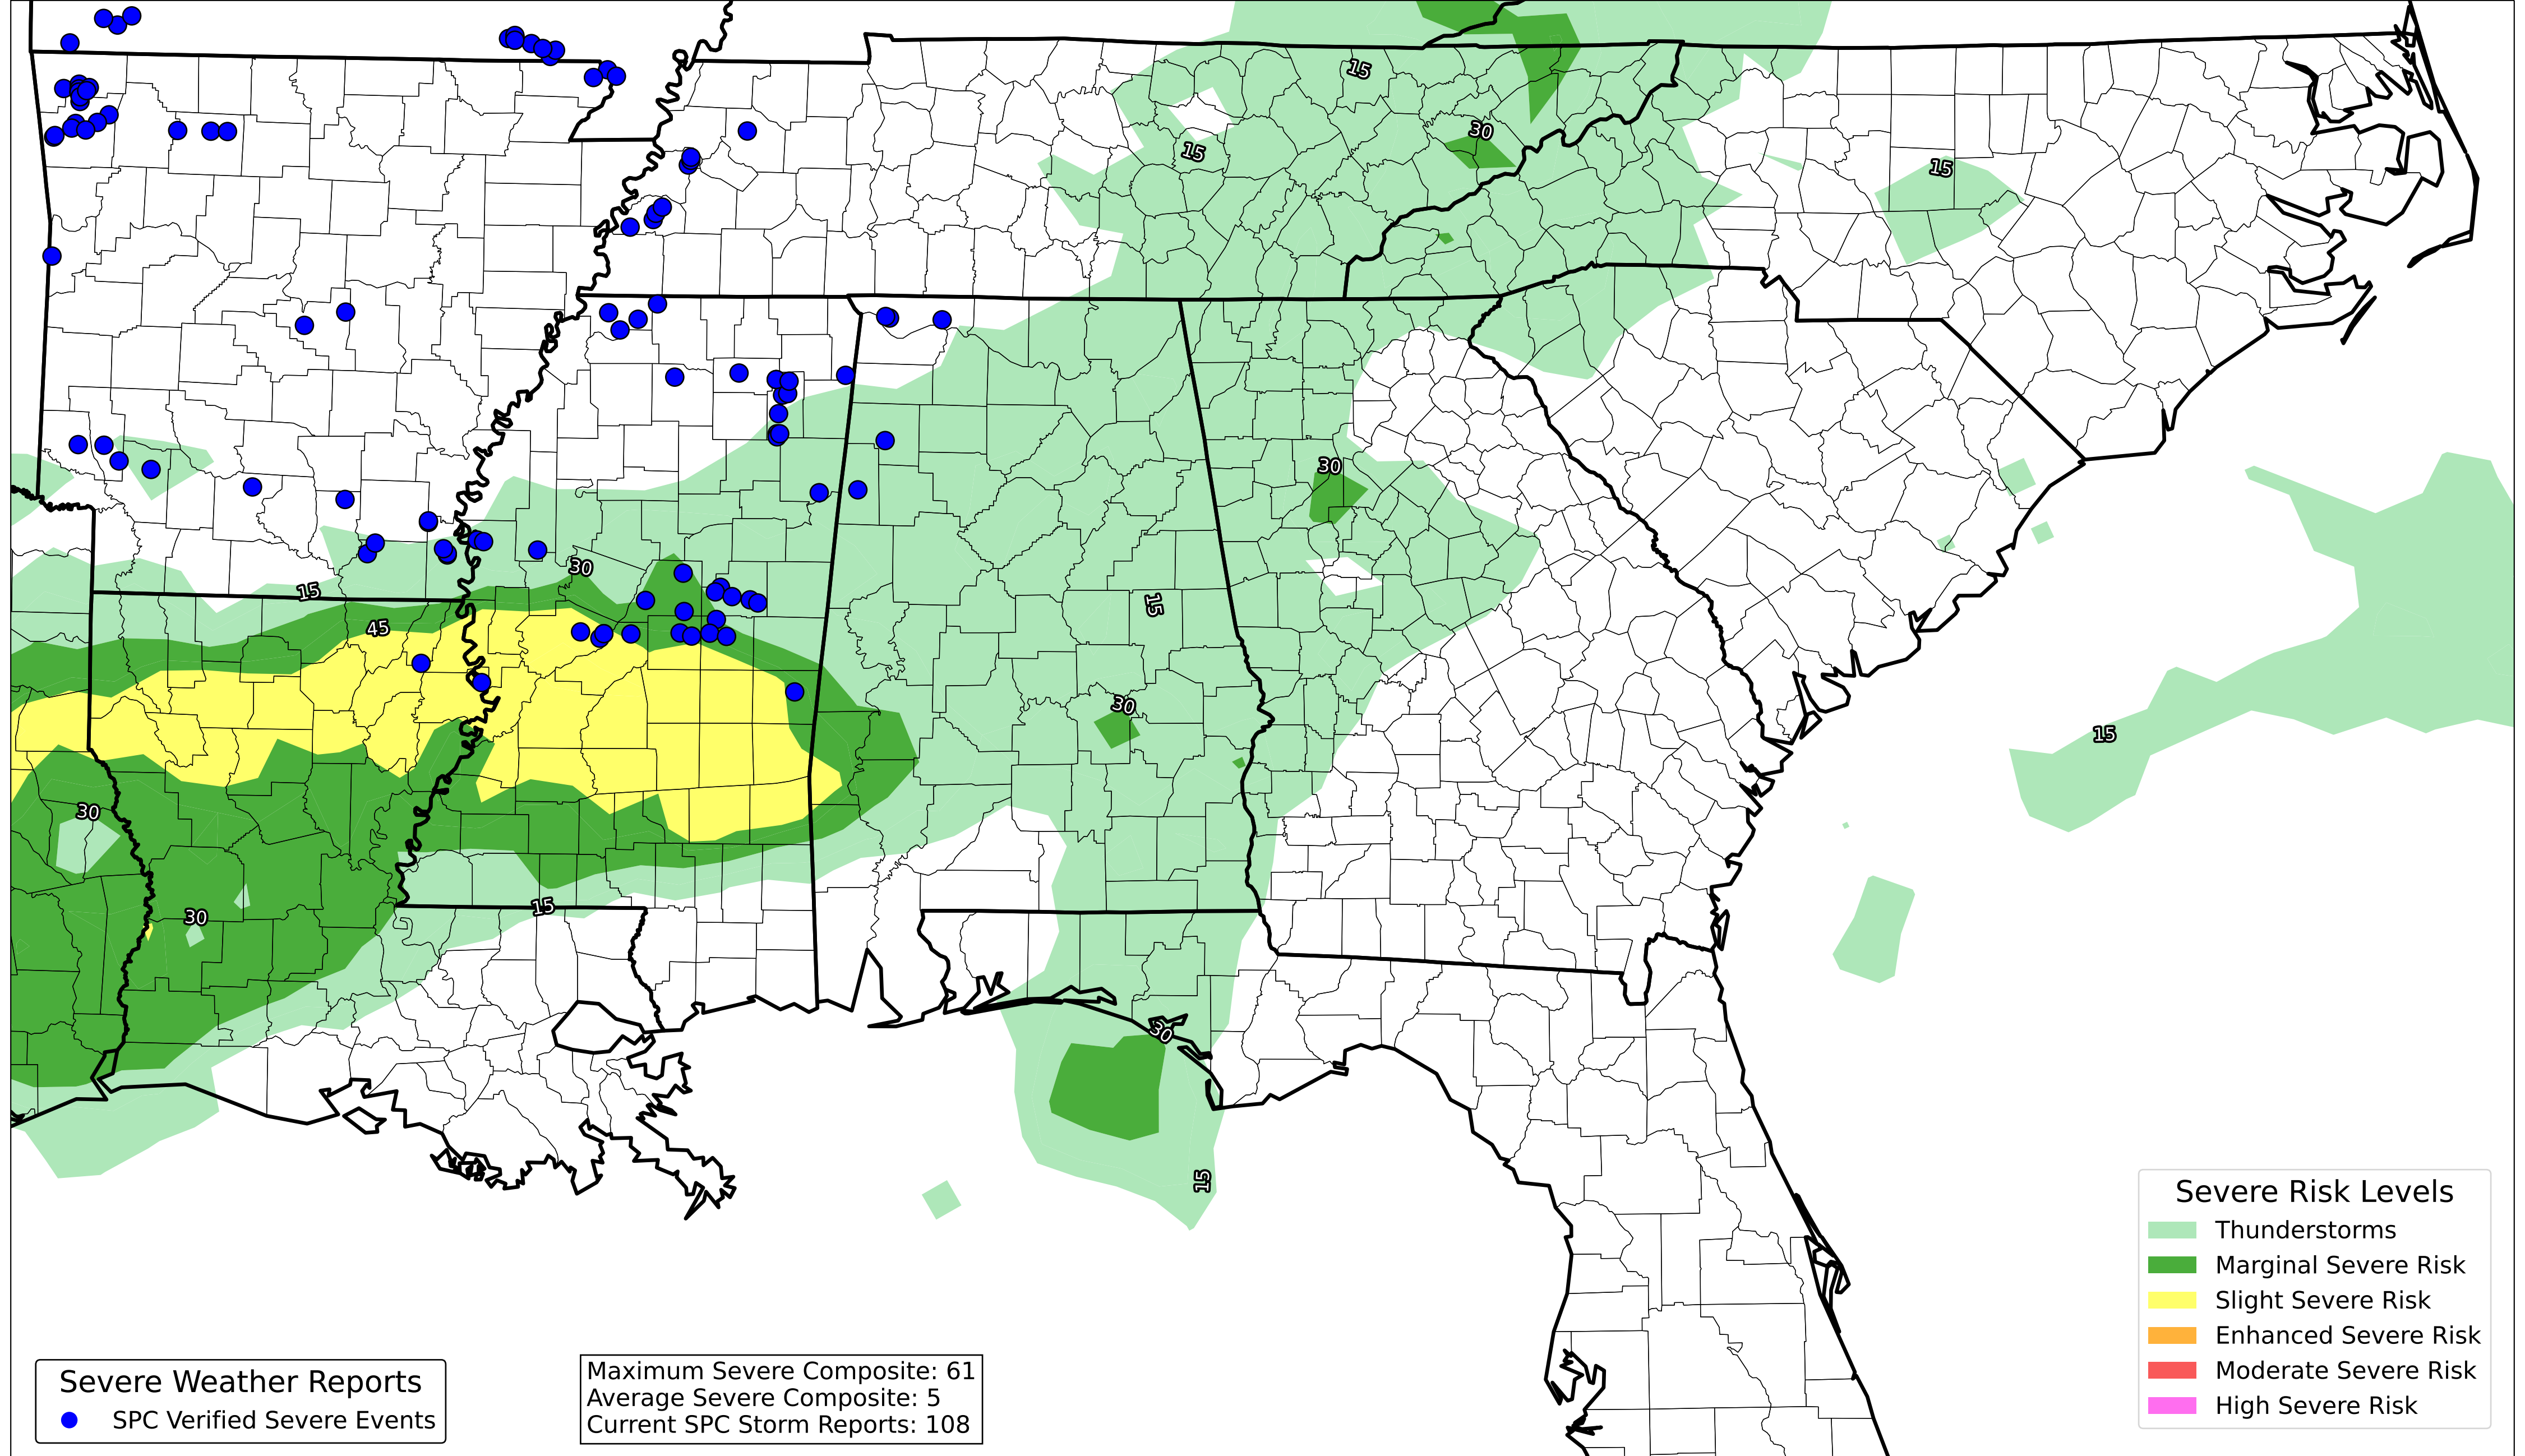 15
30
15
15
30
30
15
45
15
30
15
30
30
15
30
15
30
15
Severe Risk Levels
Thunderstorms
Marginal Severe Risk
Slight Severe Risk
Enhanced Severe Risk
Moderate Severe Risk
High Severe Risk
Severe Weather Reports
SPC Verified Severe Events
Maximum Severe Composite: 61
Average Severe Composite: 5
Current SPC Storm Reports: 108